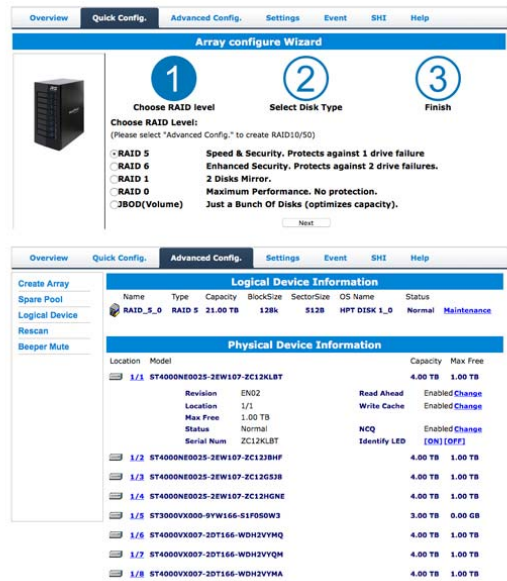 Overview Quick Config. Advanced Config. Settings Event SHI Help
Array configure Wizard
1 2 3
Choose RAID level Select Disk Type Finish
Choose RAID Level:
(Please select "Advanced Config." to create RAID10/50)
RAID 5 Speed & Security. Protects against 1 drive failure
RAID 6 Enhanced Security. Protects against 2 drive failures.
RAID 1 2 Disks Mirror.
RAID 0 Maximum Performance. No protection.
JBOD(Volume) Just a Bunch Of Disks (optimizes capacity).
Next
Overview Quick Config. Advanced Config. Settings Event SHI Help
Create Array
Spare Pool
Logical Device
Rescan
Beeper Mute
Logical Device Information
Name Type Capacity BlockSize SectorSize OS Name Status
RAID_5_0 RAID 5 21.00 TB 128k 512B HPT DISK 1_0 Normal Maintenance
Physical Device Information
Location Model Capacity Max Free
1/1 ST4000NE0025-2EW107-ZC12KLBT 4.00 TB 1.00 TB
Revision EN02 Read Ahead Enabled Change
Location 1/1 Write Cache Enabled Change
Max Free 1.00 TB
Status Normal NCQ Enabled Change
Serial Num ZC12KLBT Identify LED [ON] [OFF]
1/2 ST4000NE0025-2EW107-ZC12JBHF 4.00 TB 1.00 TB
1/3 ST4000NE0025-2EW107-ZC12G5J8 4.00 TB 1.00 TB
1/4 ST4000NE0025-2EW107-ZC12HGNE 4.00 TB 1.00 TB
1/5 ST3000VX000-9YW166-S1F0S0W3 3.00 TB 0.00 GB
1/6 ST4000VX007-2DT166-WDH2VYMQ 4.00 TB 1.00 TB
1/7 ST4000VX007-2DT166-WDH2VYQM 4.00 TB 1.00 TB
1/8 ST4000VX007-2DT166-WDH2VYMA 4.00 TB 1.00 TB